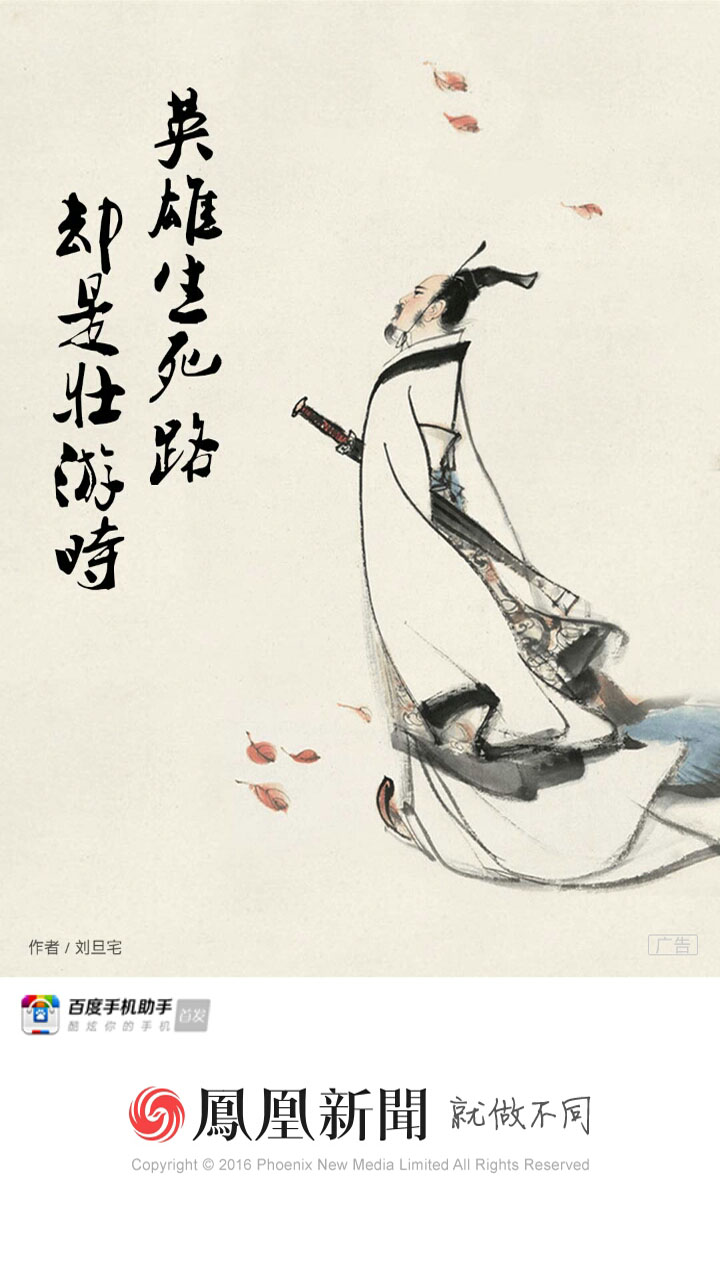 英雄生死路
却是壮游時
作者 / 刘旦宅
广告
百度手机助手
酷炫你的手机
首发
鳳凰新聞 就做不同
Copyright © 2016 Phoenix New Media Limited All Rights Reserved